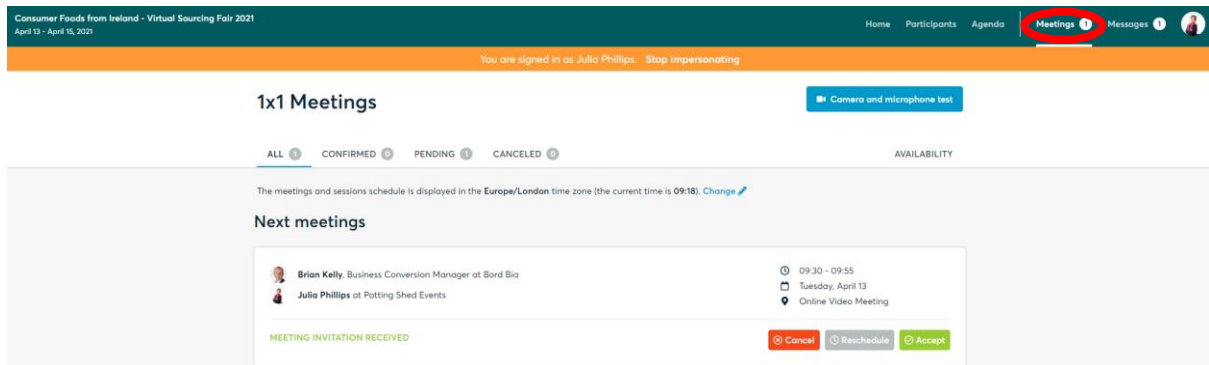 Consumer Foods from Ireland - Virtual Sourcing Fair 2021
April 13 - April 15, 2021
Home Participants Agenda Meetings 1 Messages 1
You are signed in as Julia Phillips. Stop impersonating
1x1 Meetings
Camera and microphone test
ALL 1 CONFIRMED 0 PENDING 1 CANCELED 0 AVAILABILITY
The meetings and sessions schedule is displayed in the Europe/London time zone (the current time is 09:18). Change
Next meetings
Brian Kelly, Business Conversion Manager at Bord Bia
Julia Phillips at Potting Shed Events
09:30 - 09:55
Tuesday, April 13
Online Video Meeting
MEETING INVITATION RECEIVED
Cancel Reschedule Accept